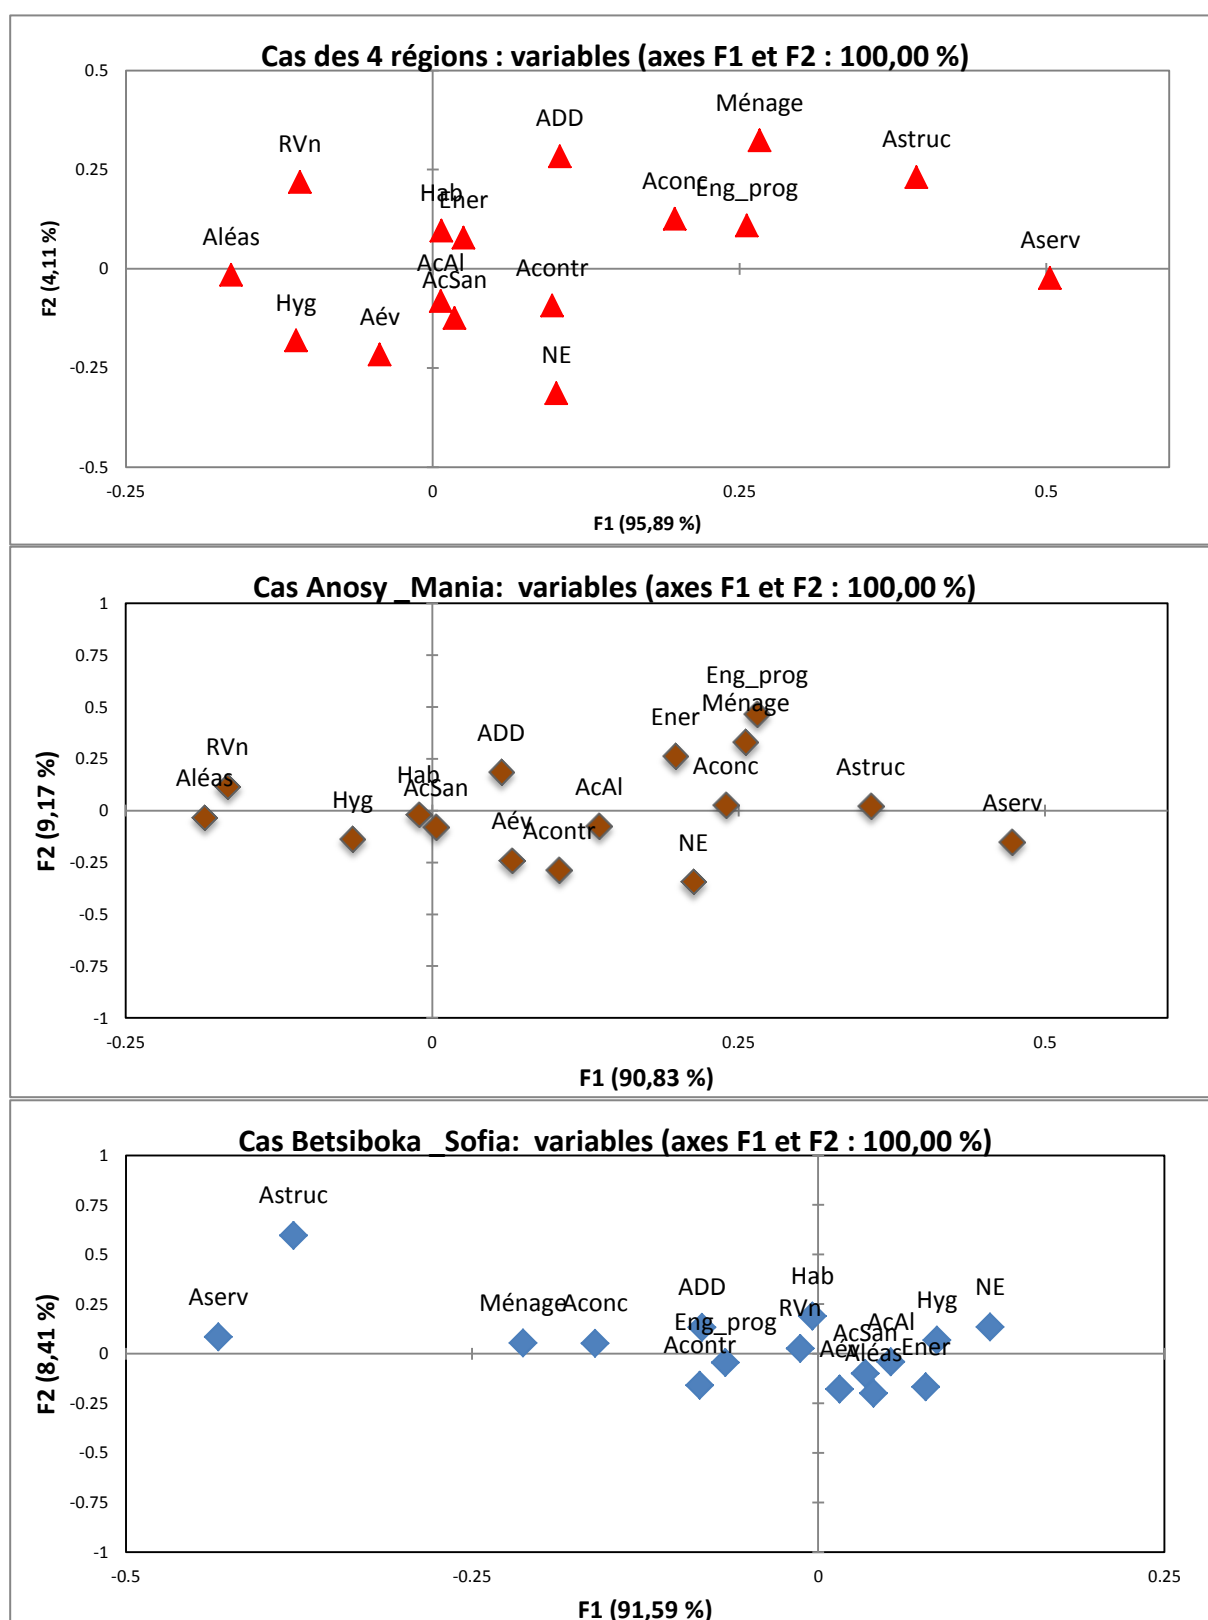 Cas des 4 régions : variables (axes F1 et F2 : 100,00 %)
0.5
Ménage
ADD
Astruc
RVn
0.25
Aconc
Eng_prog
Hab
Ener
Aléas
Aserv
F2 (4,11 %)
0
AcAl
Acontr
AcSan
Hyg
Aév
NE
-0.25
-0.5
-0.25
0
0.25
0.5
F1 (95,89 %)
Cas Anosy _Mania: variables (axes F1 et F2 : 100,00 %)
1
0.75
Eng_prog
Ménage
0.5
Ener
ADD
RVn
Aconc
Astruc
0.25
Aléas
Hab
AcSan
AcAl
Aserv
Hyg
F2 (9,17 %)
0
Aév
Acontr
NE
-0.25
-0.5
-0.75
-1
-0.25
0
0.25
0.5
F1 (90,83 %)
Cas Betsiboka _Sofia: variables (axes F1 et F2 : 100,00 %)
1
Astruc
0.75
0.5
Hab
Aserv
Ménage
Aconc
ADD
RVn
Hyg
NE
0.25
Eng_prog
AcAl
AcSan
Acontr
Aév
Aléas
Ener
F2 (8,41 %)
0
-0.25
-0.5
-0.75
-1
-0.5
-0.25
0
0.25
F1 (91,59 %)